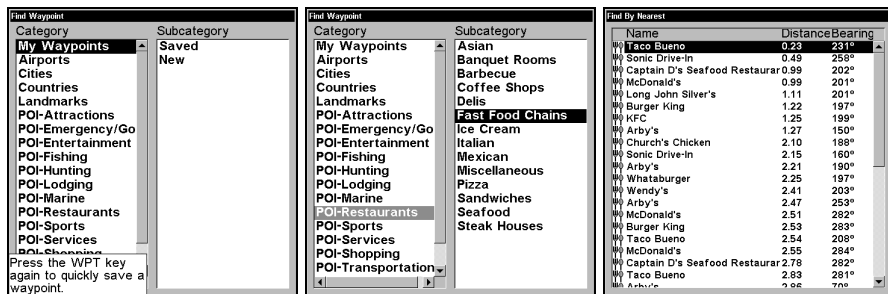 Find Waypoint
Category Subcategory
My Waypoints
Airports
Cities
Countries
Landmarks
POI-Attractions
POI-Emergency/Go
POI-Entertainment
POI-Fishing
POI-Hunting
POI-Lodging
POI-Marine
POI-Restaurants
POI-Sports
POI-Services
POI-Shopping
Saved
New
Press the WPT key
again to quickly save a
waypoint.
Find Waypoint
Category Subcategory
My Waypoints
Airports
Cities
Countries
Landmarks
POI-Attractions
POI-Emergency/Go
POI-Entertainment
POI-Fishing
POI-Hunting
POI-Lodging
POI-Marine
POI-Restaurants
POI-Sports
POI-Services
POI-Shopping
POI-Transportation
Asian
Banquet Rooms
Barbecue
Coffee Shops
Delis
Fast Food Chains
Ice Cream
Italian
Mexican
Miscellaneous
Pizza
Sandwiches
Seafood
Steak Houses
Find By Nearest
Name Distance Bearing
Taco Bueno 0.23 231°
Sonic Drive-In 0.49 258°
Captain D's Seafood Restaurar 0.99 202°
McDonald's 0.99 201°
Long John Silver's 1.11 201°
Burger King 1.22 197°
KFC 1.25 199°
Arby's 1.27 150°
Church's Chicken 2.10 188°
Sonic Drive-In 2.15 160°
Arby's 2.21 190°
Whataburger 2.25 197°
Wendy's 2.41 203°
Arby's 2.47 253°
McDonald's 2.51 282°
Burger King 2.53 283°
Taco Bueno 2.54 208°
McDonald's 2.55 284°
Captain D's Seafood Restaurar 2.78 282°
Taco Bueno 2.83 281°
Arby's 2.86 70°